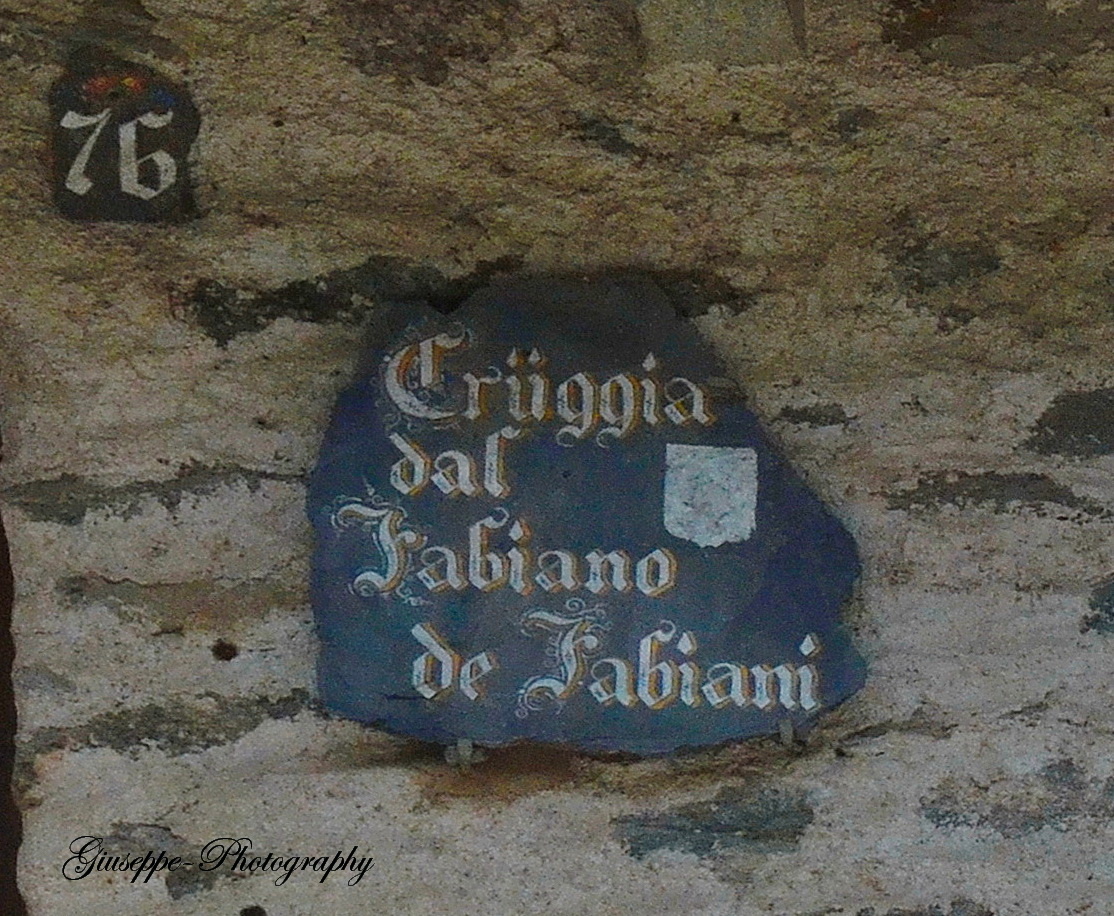 76
Crüggia
dal
Fabiano
de Fabiani
Giuseppe-Photography